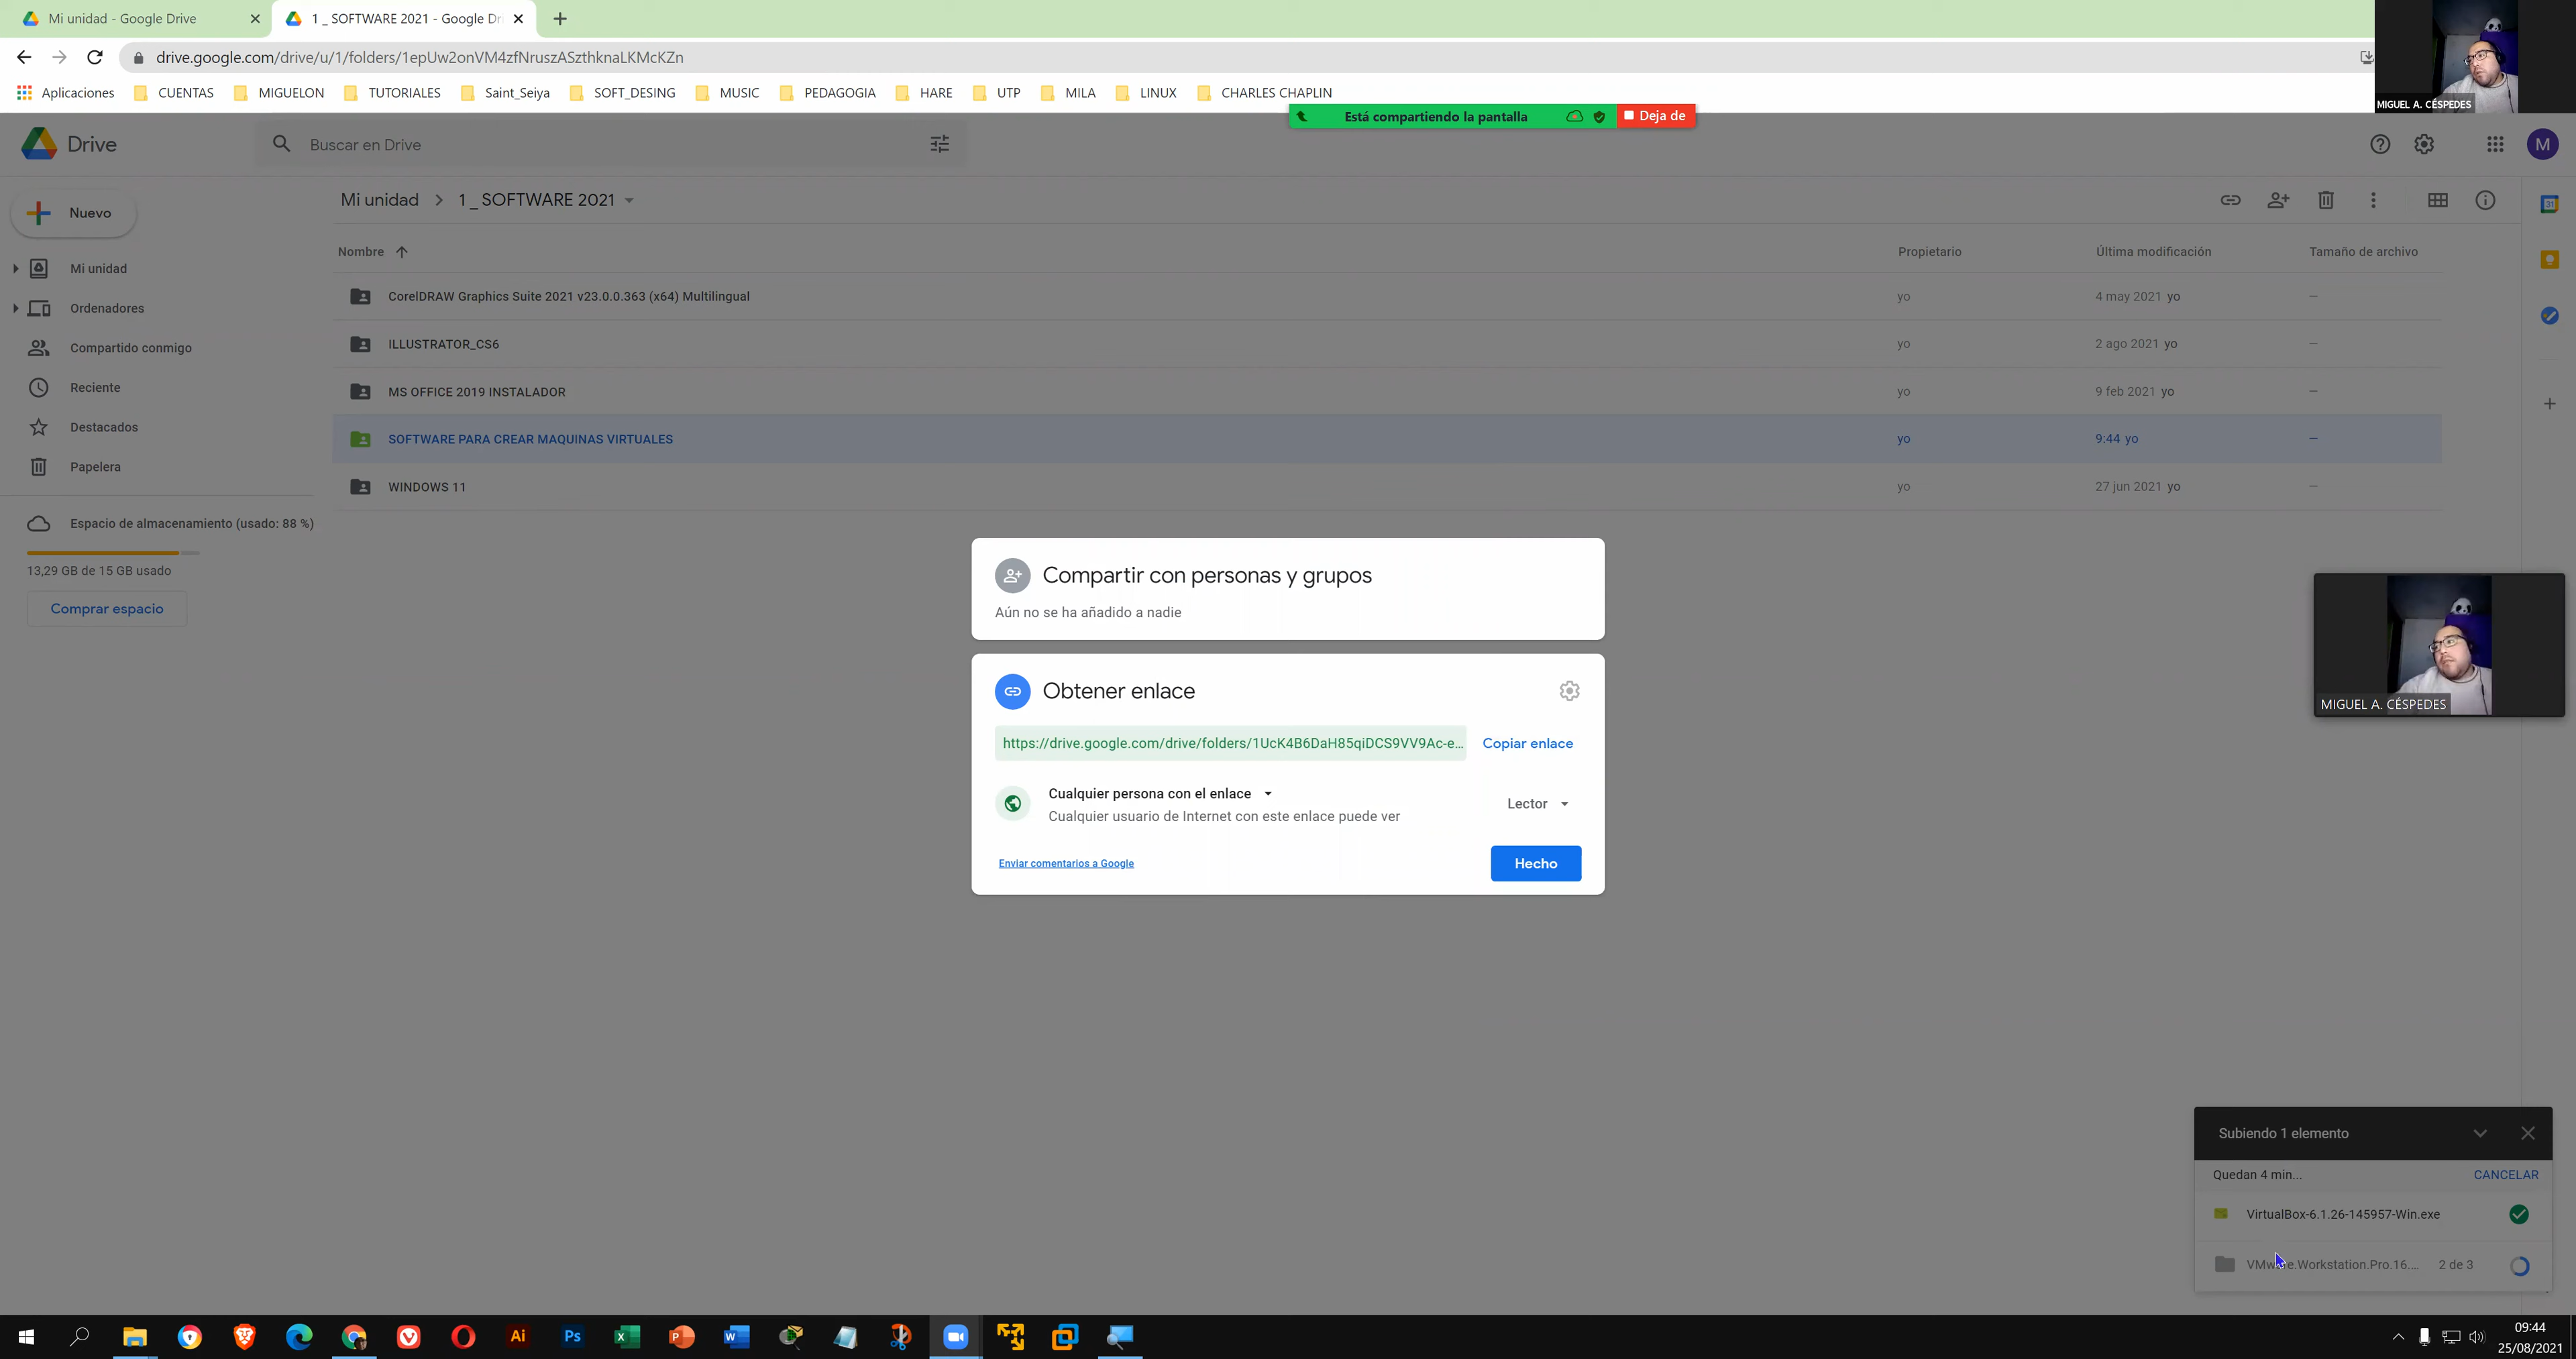 Mi unidad - Google Drive
1 _ SOFTWARE 2021 - Google Dr
drive.google.com/drive/u/1/folders/1epUw2onVM4zfNruszASzthknaLKMcKZn
Aplicaciones CUENTAS MIGUELON TUTORIALES Saint_Seiya SOFT_DESING MUSIC PEDAGOGIA HARE UTP MILA LINUX CHARLES CHAPLIN
MIGUEL A. CÉSPEDES
Está compartiendo la pantalla Deja de
Drive
Buscar en Drive
M
Nuevo
Mi unidad
Ordenadores
Compartido conmigo
Reciente
Destacados
Papelera
Espacio de almacenamiento (usado: 88 %)
13,29 GB de 15 GB usado
Comprar espacio
Mi unidad > 1 _ SOFTWARE 2021
Nombre Propietario Última modificación Tamaño de archivo
CorelDRAW Graphics Suite 2021 v23.0.0.363 (x64) Multilingual yo 4 may 2021 yo —
ILLUSTRATOR_CS6 yo 2 ago 2021 yo —
MS OFFICE 2019 INSTALADOR yo 9 feb 2021 yo —
SOFTWARE PARA CREAR MAQUINAS VIRTUALES yo 9:44 yo —
WINDOWS 11 yo 27 jun 2021 yo —
31
Compartir con personas y grupos
Aún no se ha añadido a nadie
Obtener enlace
https://drive.google.com/drive/folders/1UcK4B6DaH85qiDCS9VV9Ac-e... Copiar enlace
Cualquier persona con el enlace
Cualquier usuario de Internet con este enlace puede ver
Lector
Enviar comentarios a Google
Hecho
MIGUEL A. CÉSPEDES
Subiendo 1 elemento
Quedan 4 min... CANCELAR
VirtualBox-6.1.26-145957-Win.exe
VMware.Workstation.Pro.16.... 2 de 3
Ai Ps
09:44
25/08/2021